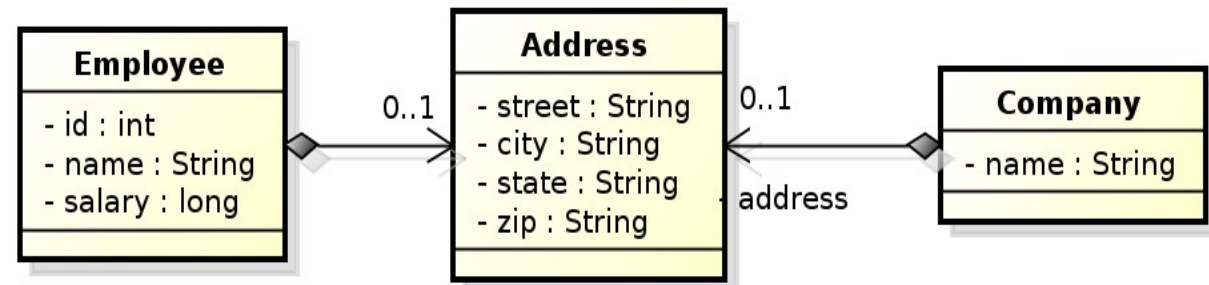 Employee
- id : int
- name : String
- salary : long
0..1
Address
- street : String
- city : String
- state : String
- zip : String
0..1
- address
Company
- name : String